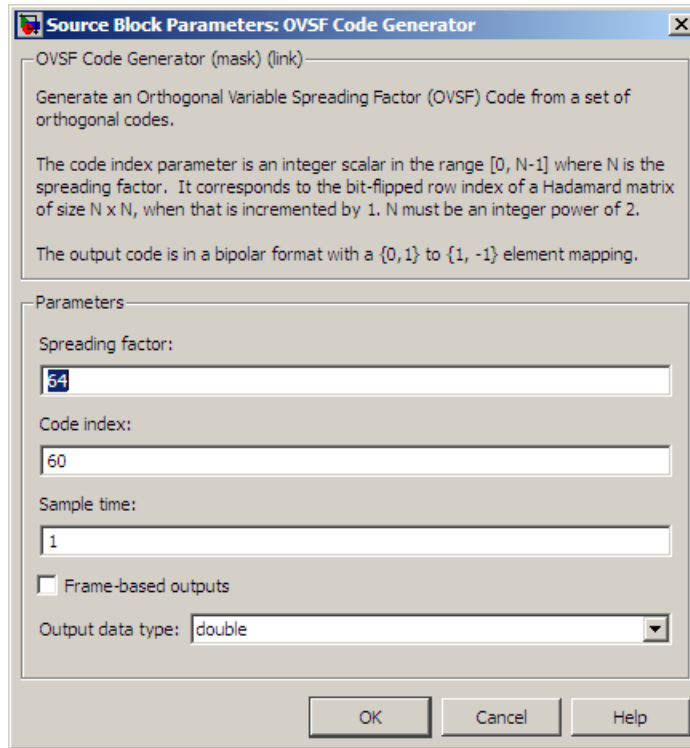 Source Block Parameters: OVSF Code Generator
OVSF Code Generator (mask) (link)
Generate an Orthogonal Variable Spreading Factor (OVSF) Code from a set of
orthogonal codes.
The code index parameter is an integer scalar in the range [0, N-1] where N is the
spreading factor.  It corresponds to the bit-flipped row index of a Hadamard matrix
of size N x N, when that is incremented by 1. N must be an integer power of 2.
The output code is in a bipolar format with a {0,1} to {1, -1} element mapping.
Parameters
Spreading factor:
64
Code index:
60
Sample time:
1
Frame-based outputs
Output data type: double
OK Cancel Help